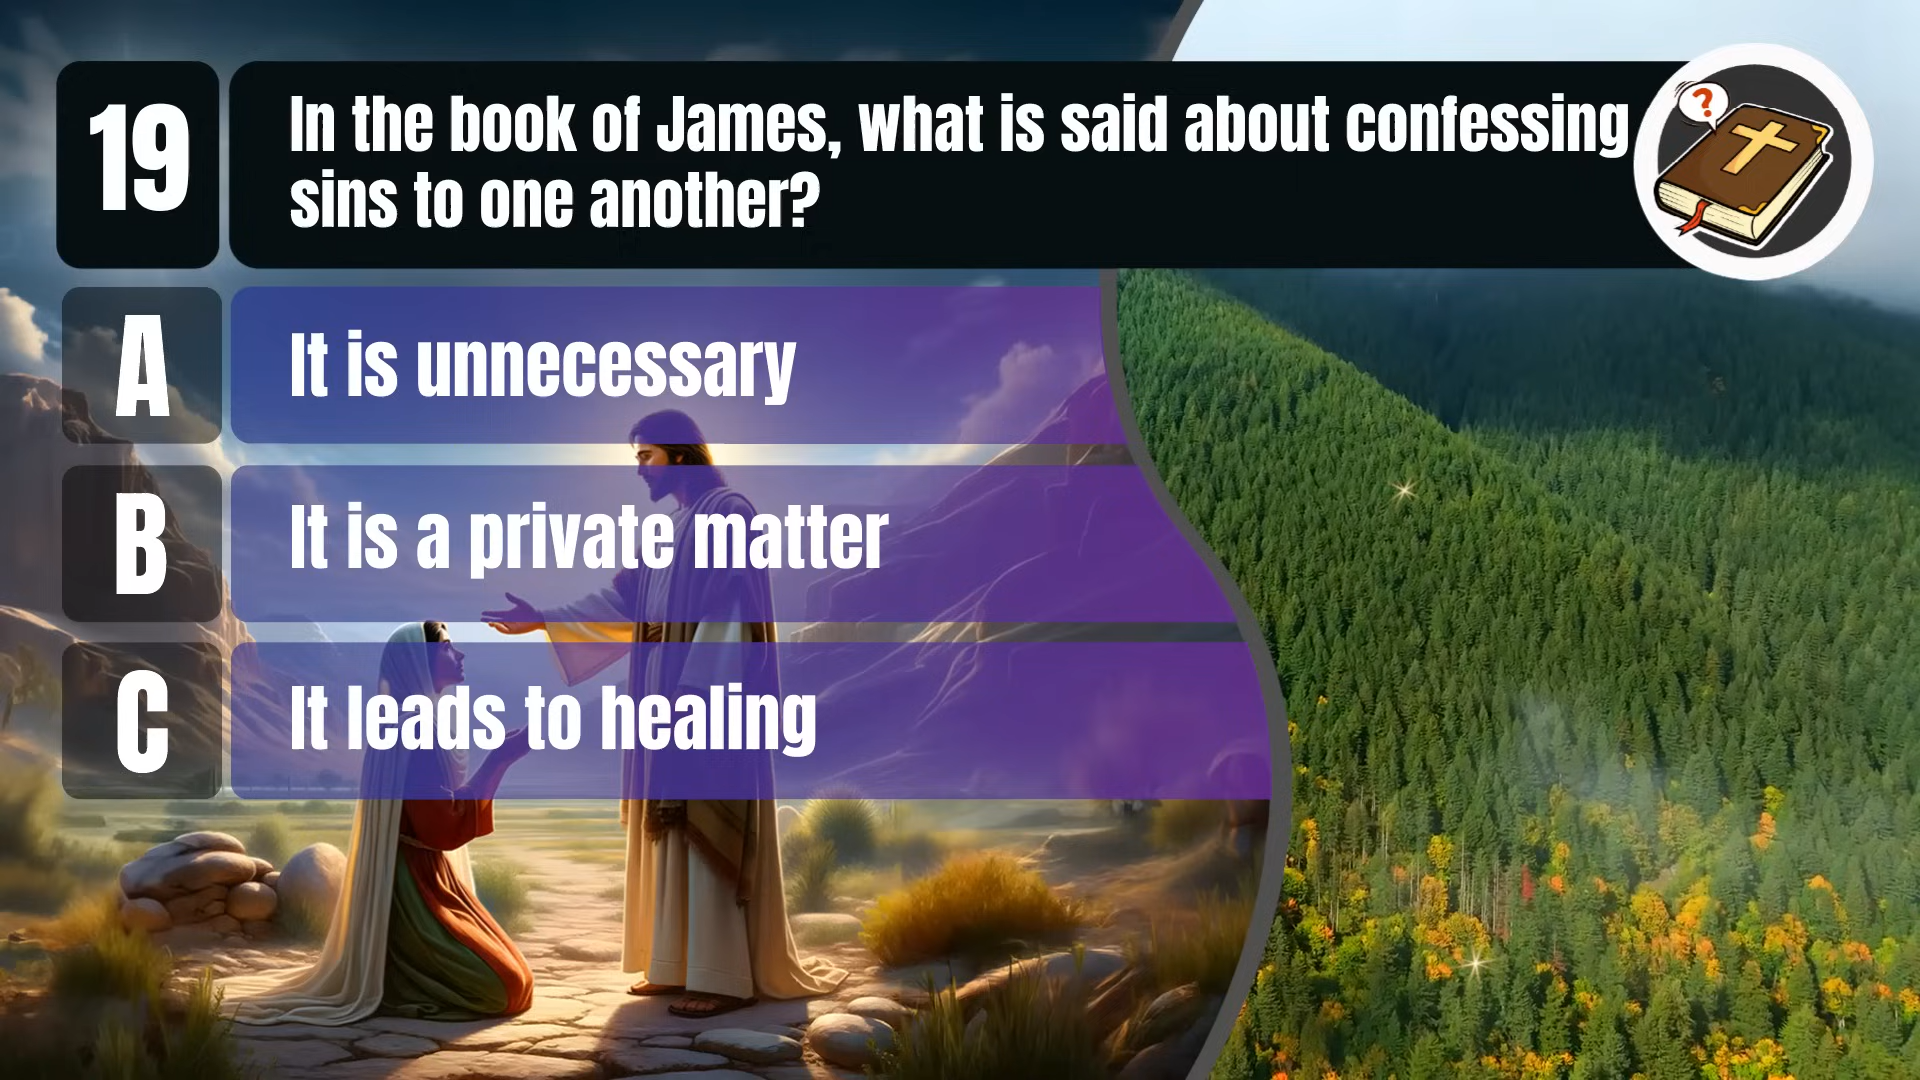 19
In the book of James, what is said about confessing
sins to one another?
A
It is unnecessary
B
It is a private matter
C
It leads to healing
?